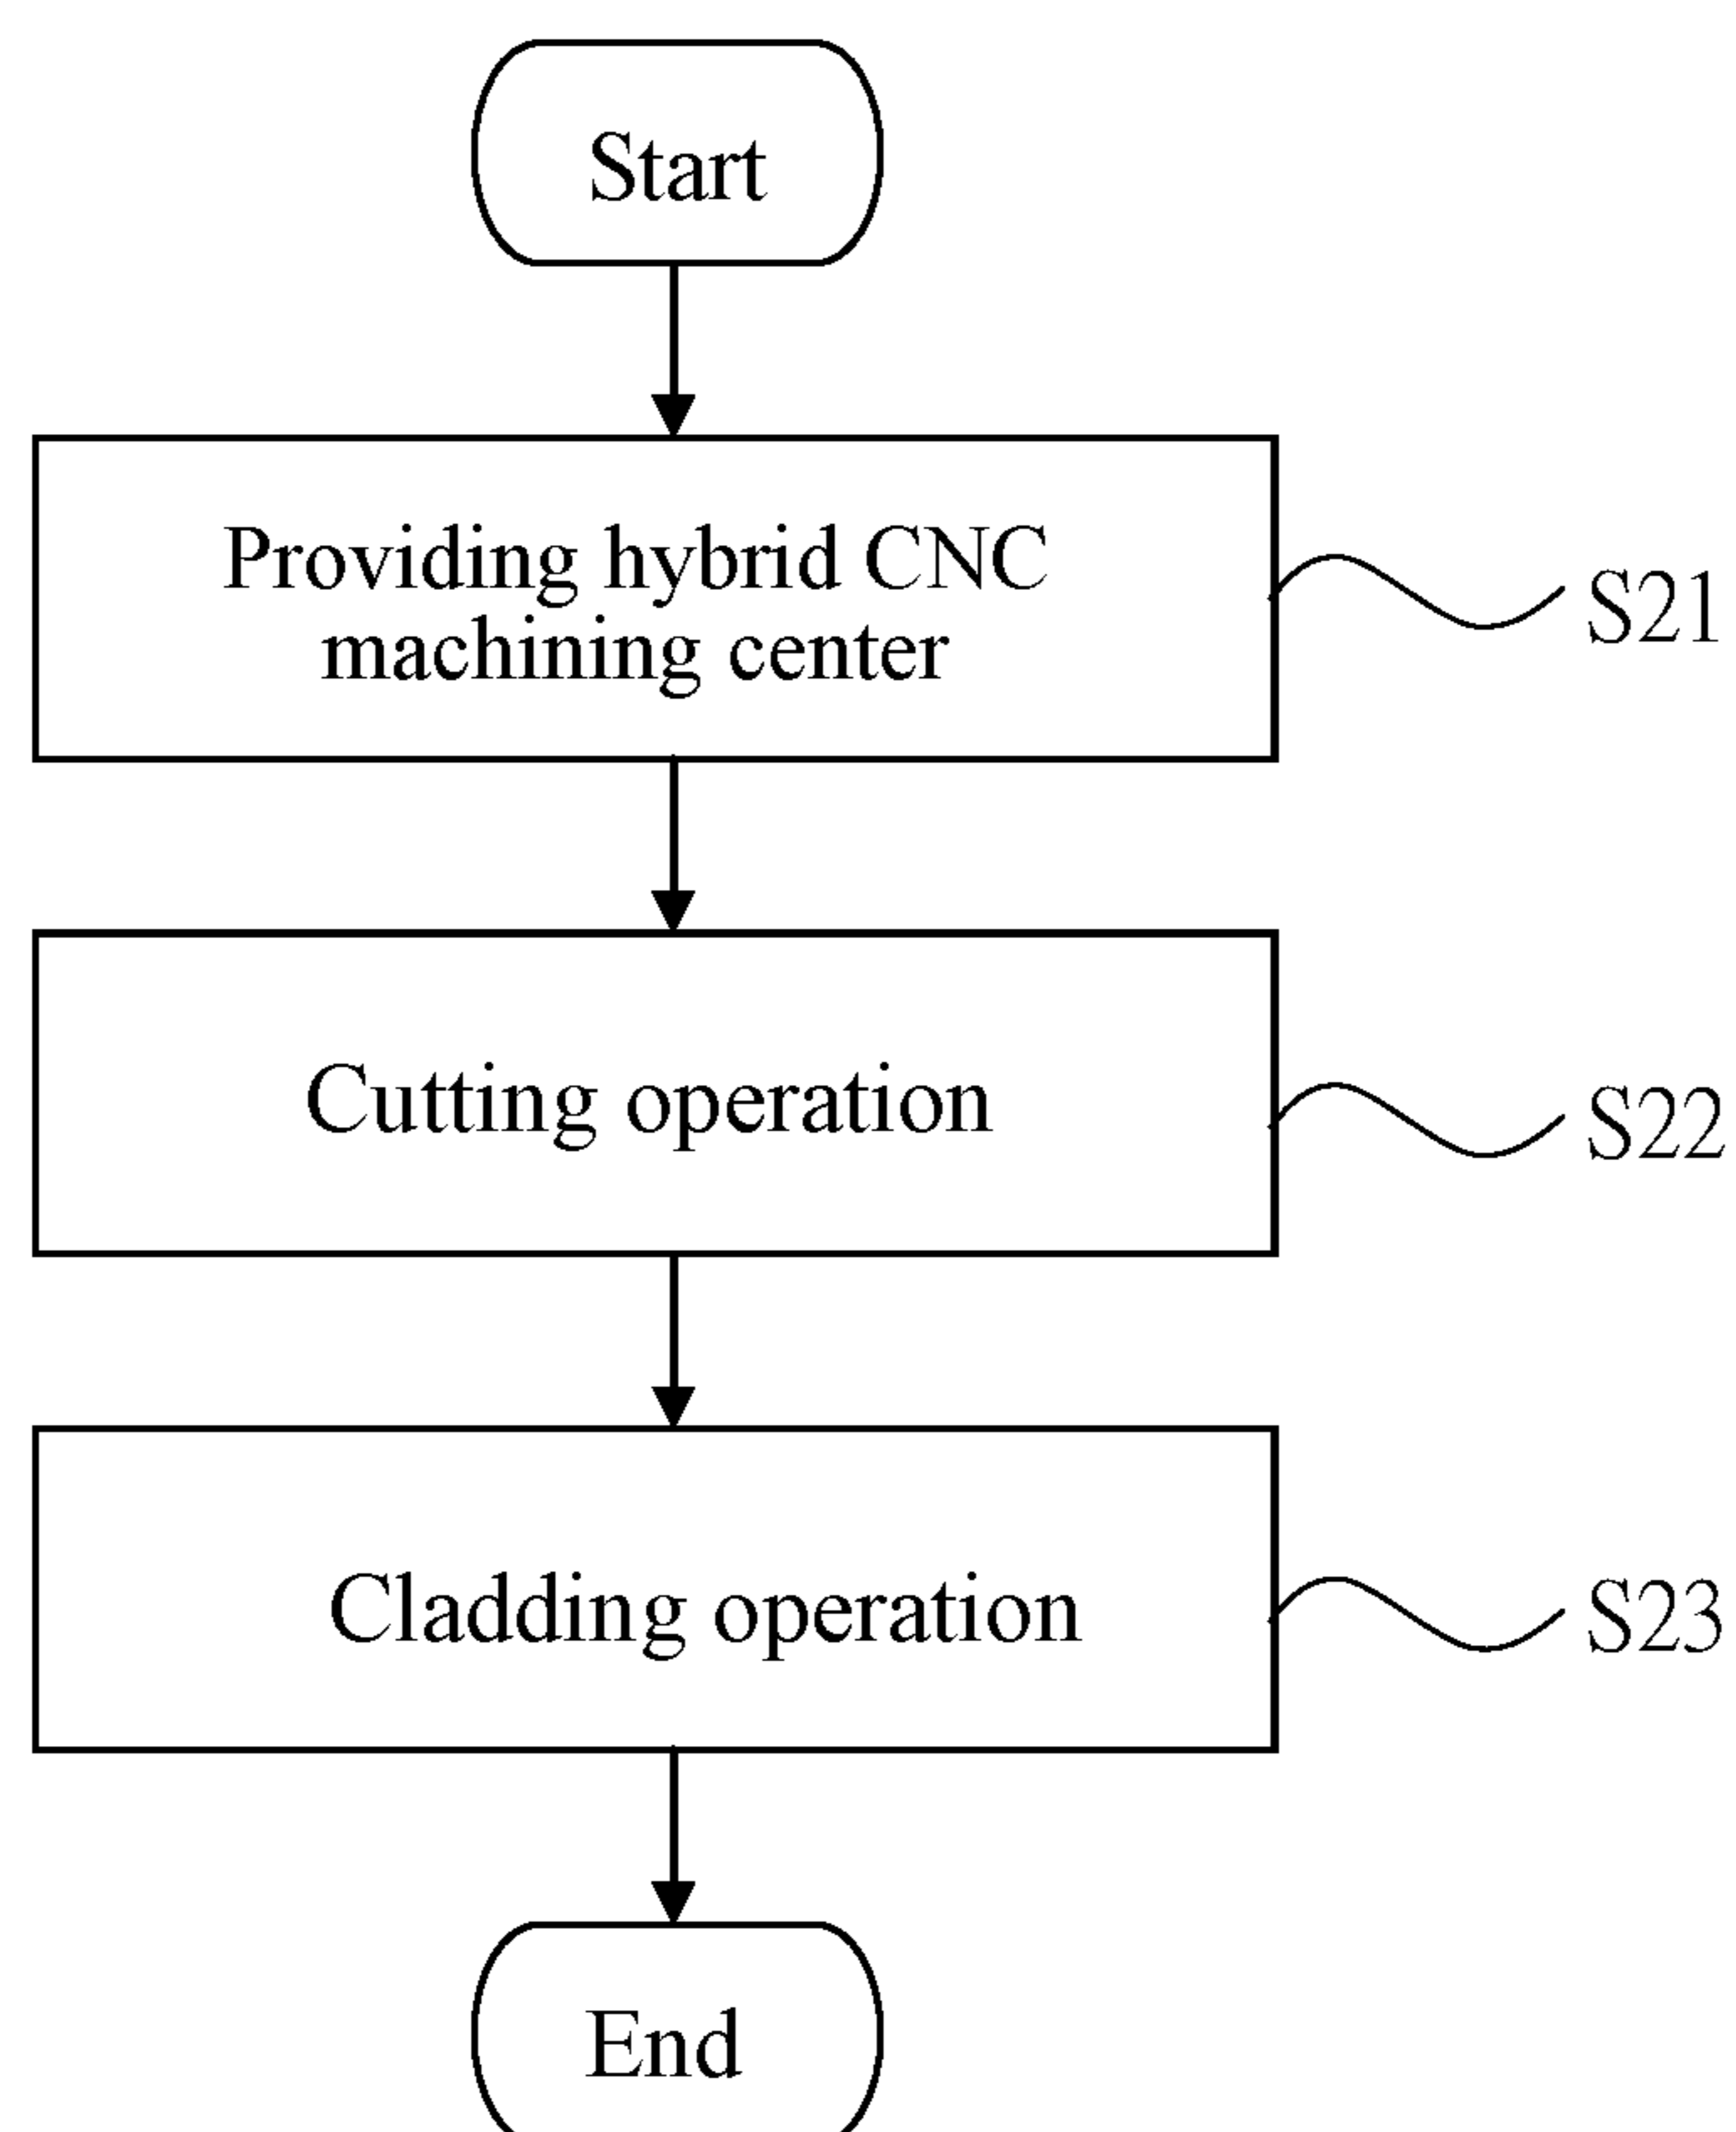 Start
Providing hybrid CNC
machining center
S21
Cutting operation
S22
Cladding operation
S23
End